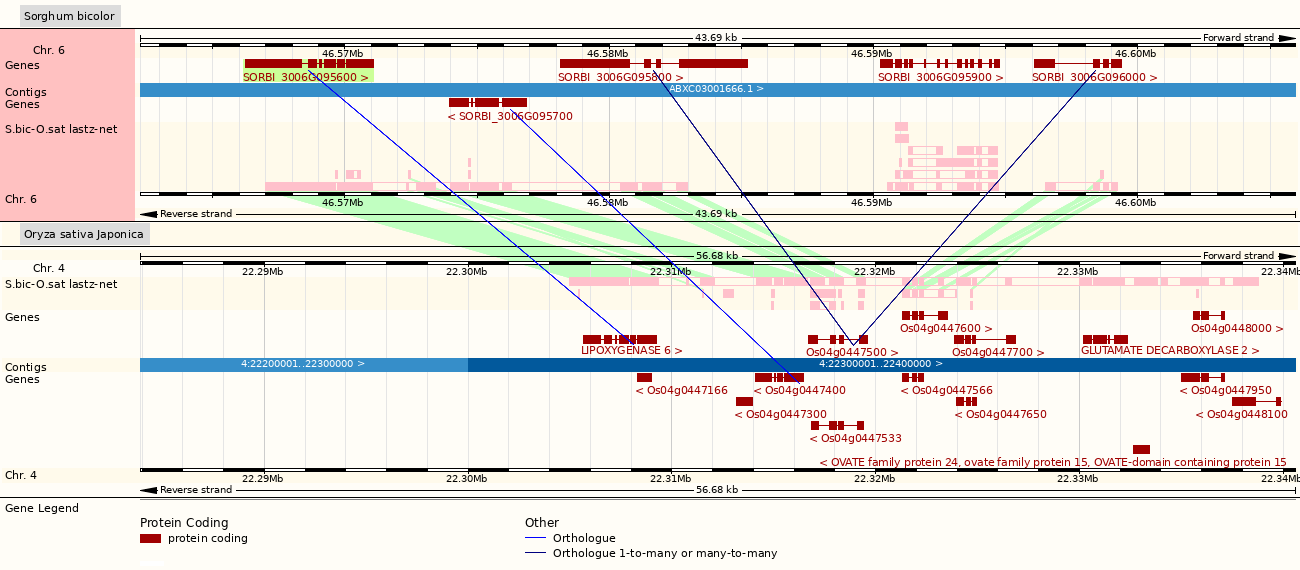 Sorghum bicolor
43.69 kb Forward strand
Chr. 6 46.57Mb 46.58Mb 46.59Mb 46.60Mb
Genes
SORBI_3006G095600 > SORBI_3006G095800 > SORBI_3006G095900 > SORBI_3006G096000 >
Contigs ABXC03001666.1 >
Genes
< SORBI_3006G095700
S.bic-O.sat lastz-net
Chr. 6 46.57Mb 46.58Mb 46.59Mb 46.60Mb
Reverse strand 43.69 kb
Oryza sativa Japonica
56.68 kb Forward strand
Chr. 4 22.29Mb 22.30Mb 22.31Mb 22.32Mb 22.33Mb 22.34Mb
S.bic-O.sat lastz-net
Genes
Os04g0447600 > Os04g0448000 >
LIPOXYGENASE 6 > Os04g0447500 > Os04g0447700 > GLUTAMATE DECARBOXYLASE 2 >
Contigs 4:22200001..22300000 > 4:22300001..22400000 >
Genes
< Os04g0447166 < Os04g0447400 < Os04g0447566 < Os04g0447950
< Os04g0447300 < Os04g0447650 < Os04g0448100
< Os04g0447533
< OVATE family protein 24, ovate family protein 15, OVATE-domain containing protein 15
Chr. 4 22.29Mb 22.30Mb 22.31Mb 22.32Mb 22.33Mb 22.34Mb
Reverse strand 56.68 kb
Gene Legend
Protein Coding Other
protein coding Orthologue
Orthologue 1-to-many or many-to-many